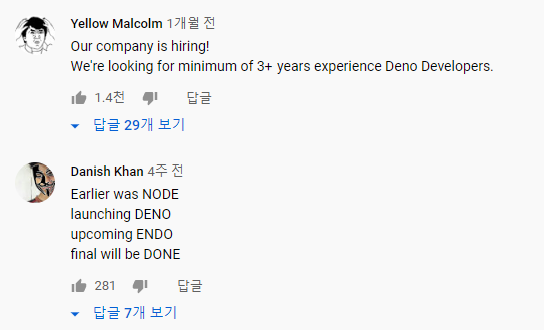 Yellow Malcolm 1개월 전
Our company is hiring!
We're looking for minimum of 3+ years experience Deno Developers.
1.4천 답글
답글 29개 보기
Danish Khan 4주 전
Earlier was NODE
launching DENO
upcoming ENDO
final will be DONE
281 답글
답글 7개 보기